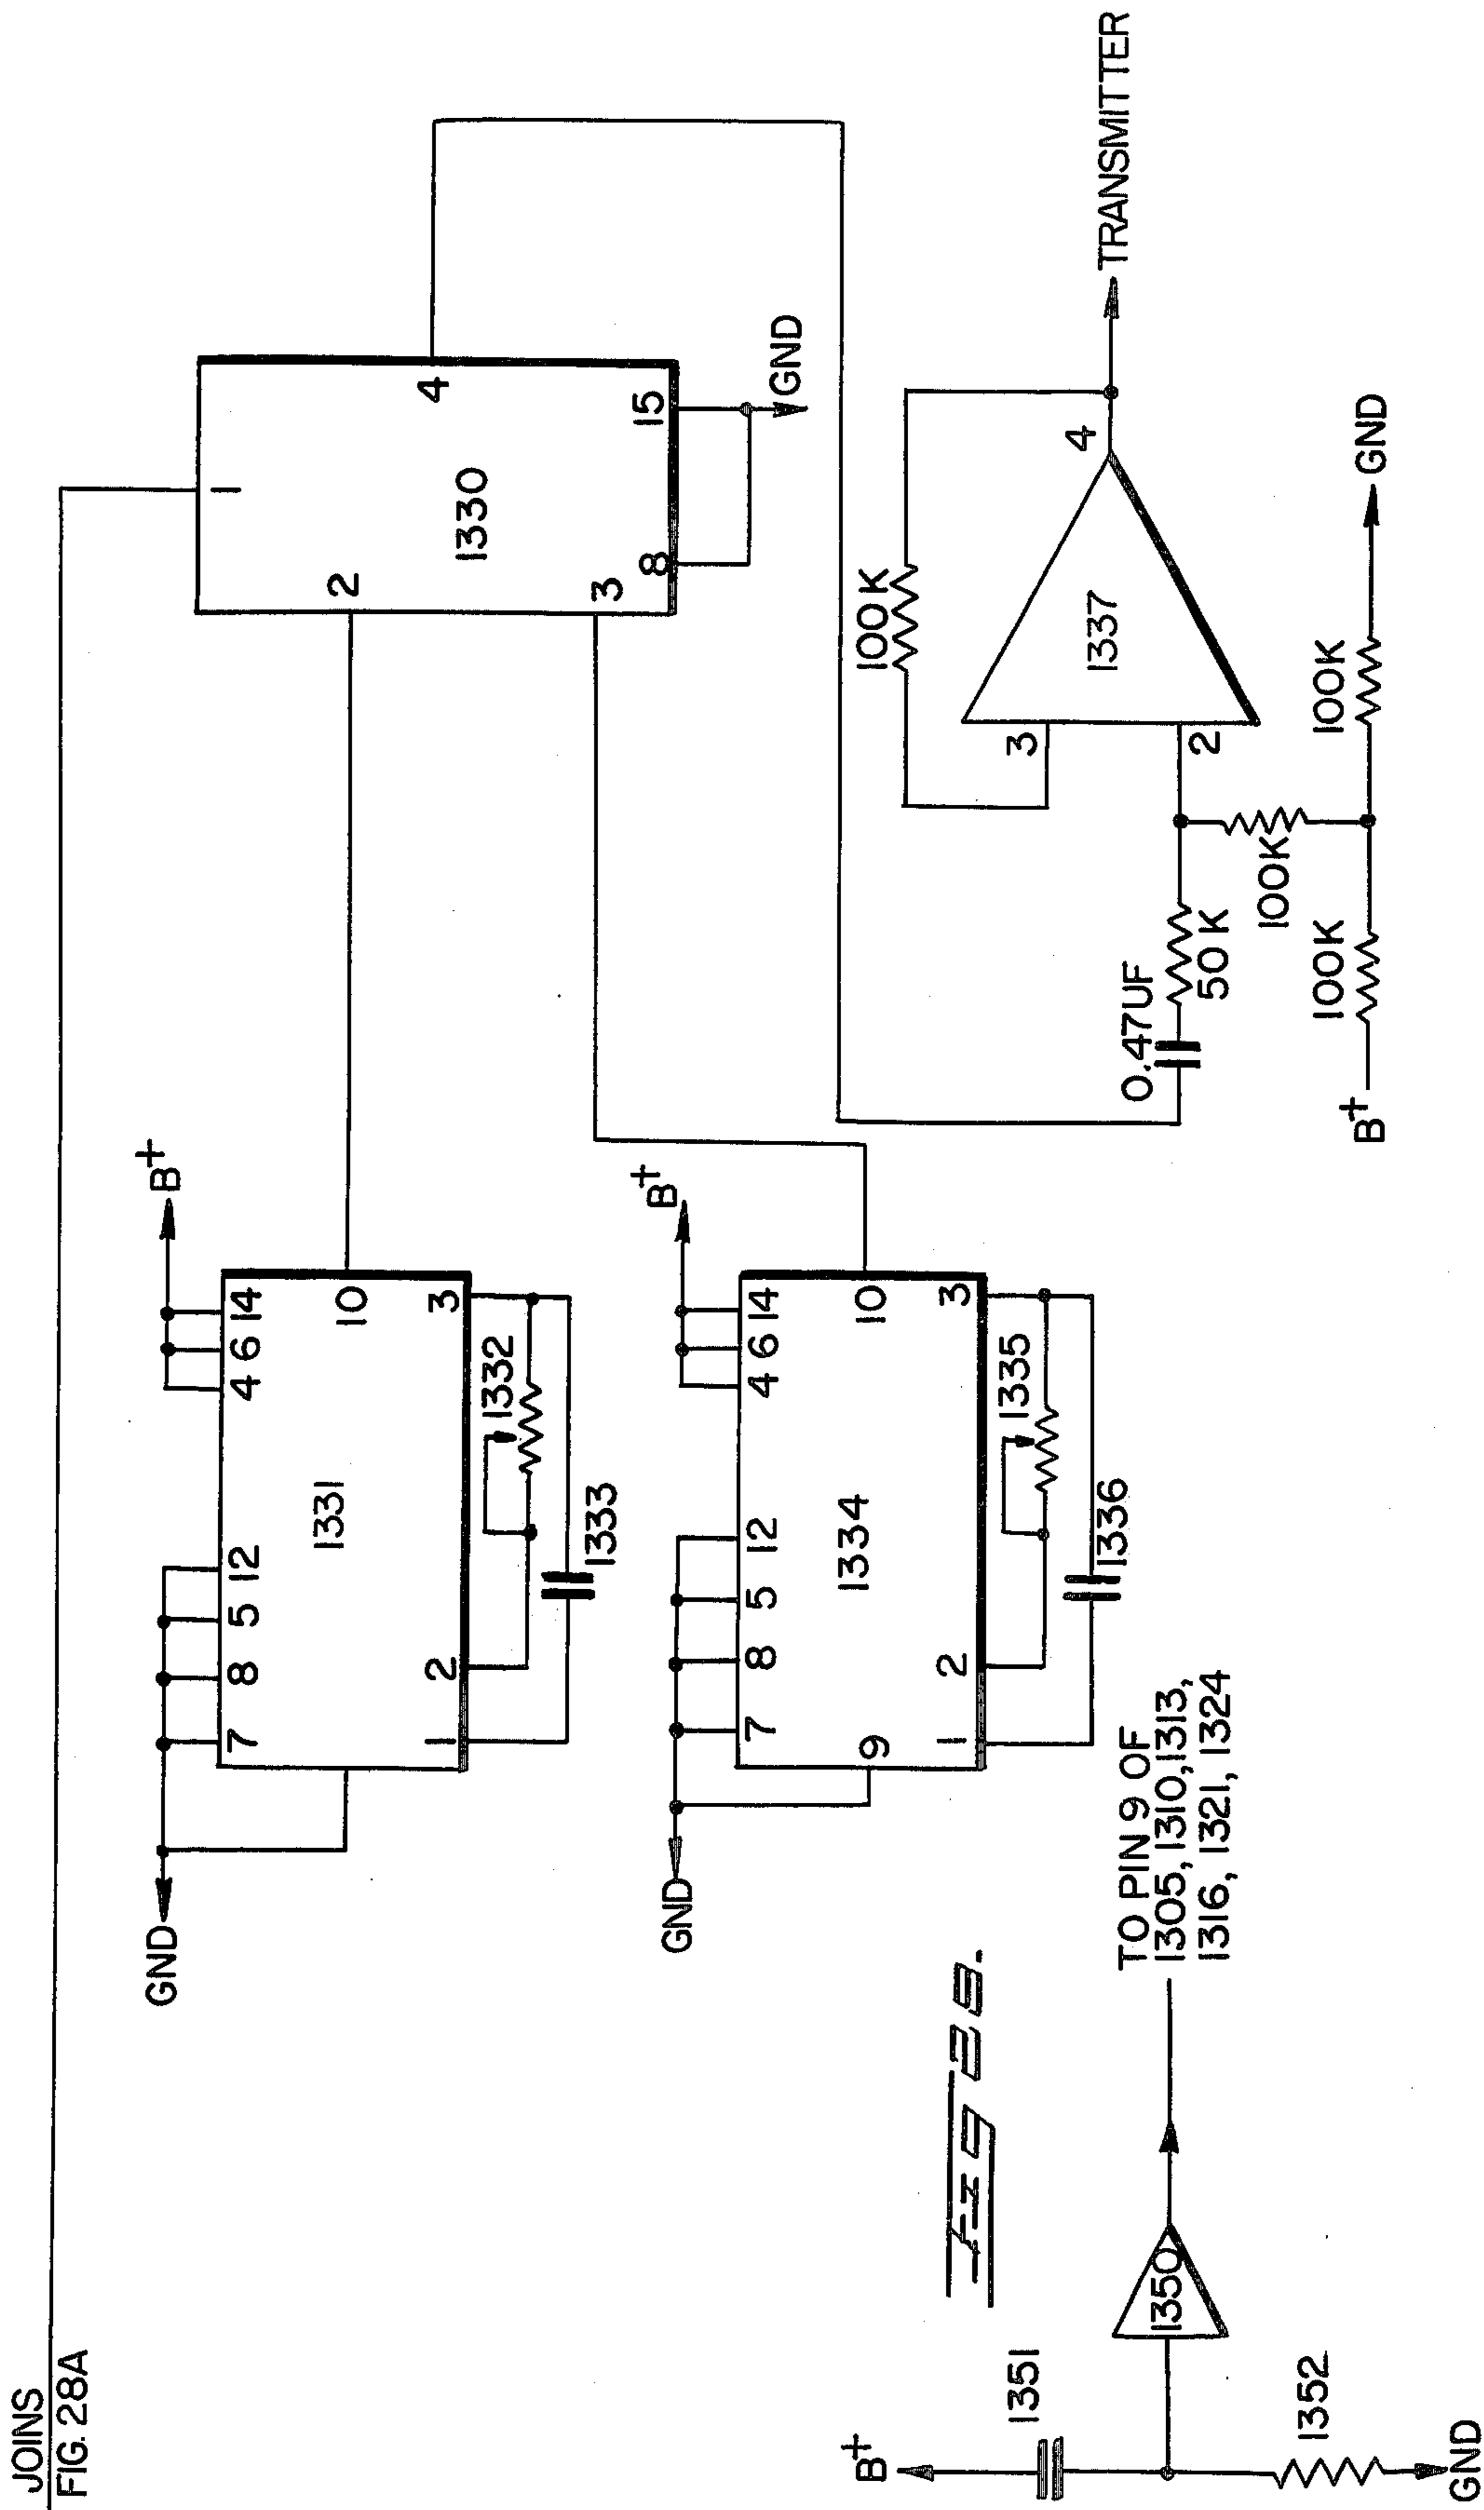 JOINS
FIG. 28A
GND
B+
7 8 5 12 4 6 14
1331
10
1 2 3
1332
1333
GND
B+
7 8 5 12 4 6 14
9
1334
10
1 2 3
1335
1336
1
2
1330
4
3
8 15
GND
100K
3
1337
4
TRANSMITTER
2
0.47UF
50K
100K
B+
100K
100K
GND
B+
1351
1350
1352
GND
TO PIN 9 OF
1305, 1310, 1313,
1316, 1321, 1324
FIG 28.